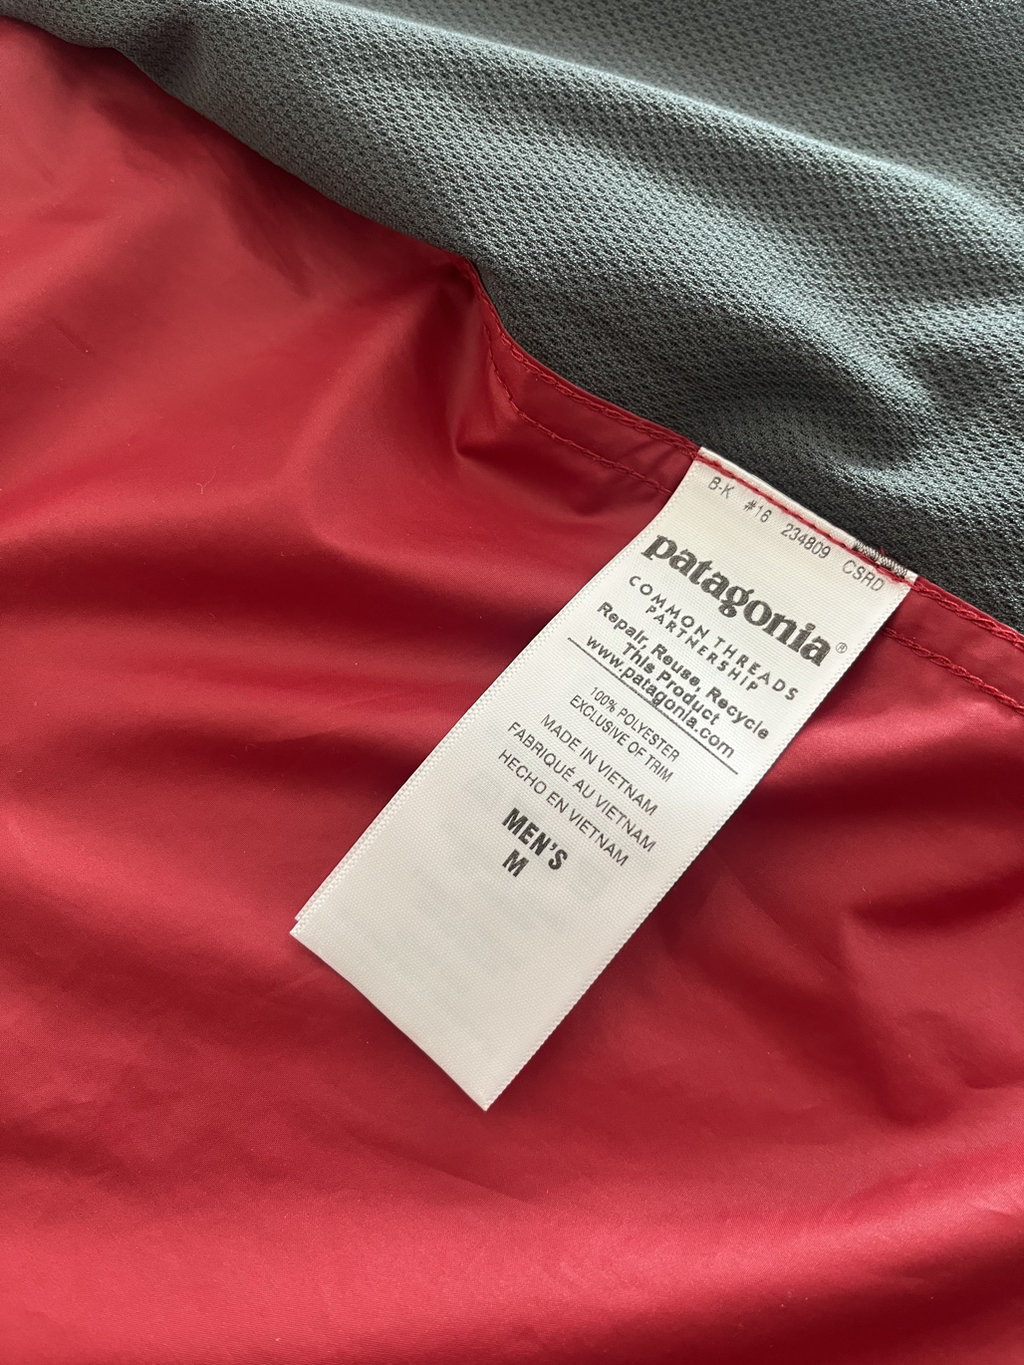 B-K #16 234809 CSRD
patagonia®
COMMON THREADS
PARTNERSHIP
Repair, Reuse, Recycle
This Product
www.patagonia.com
100% POLYESTER
EXCLUSIVE OF TRIM
MADE IN VIETNAM
FABRIQUÉ AU VIETNAM
HECHO EN VIETNAM
MEN'S
M